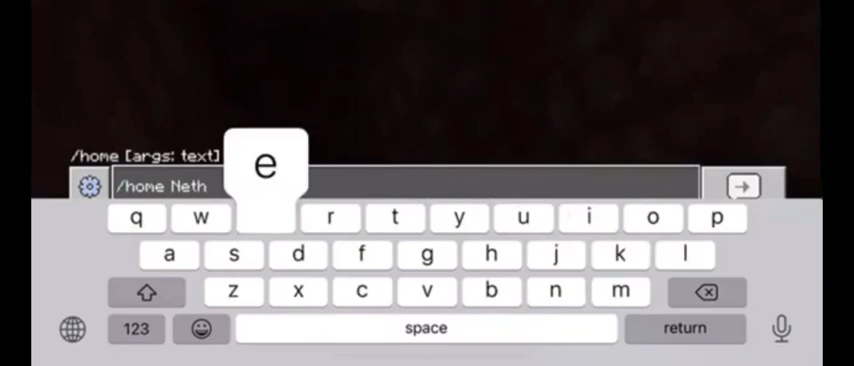 /home [args: text]
e
/home Neth
q w r t y u i o p
a s d f g h j k l
z x c v b n m
123 space return